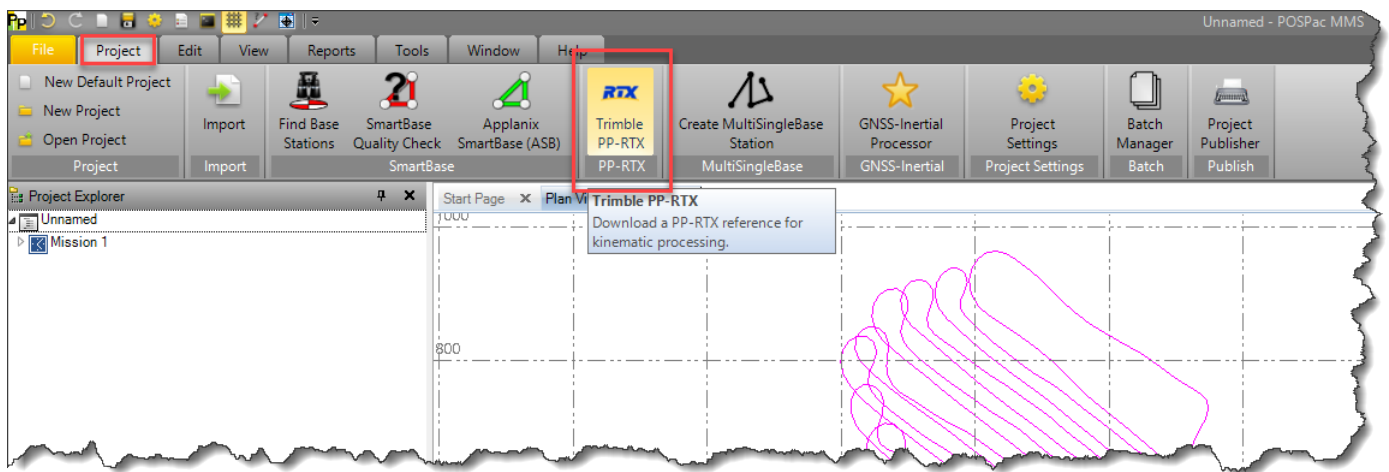 Pp
Unnamed - POSPac MMS
File Project Edit View Reports Tools Window Help
New Default Project
New Project
Open Project
Project
Import
Import
Find Base
Stations
SmartBase
Quality Check
Applanix
SmartBase (ASB)
SmartBase
RTX
Trimble
PP-RTX
PP-RTX
Create MultiSingleBase
Station
MultiSingleBase
GNSS-Inertial
Processor
GNSS-Inertial
Project
Settings
Project Settings
Batch
Manager
Batch
Project
Publisher
Publish
Project Explorer
Unnamed
Mission 1
Start Page Plan Vi
Trimble PP-RTX
Download a PP-RTX reference for
kinematic processing.
1000
800